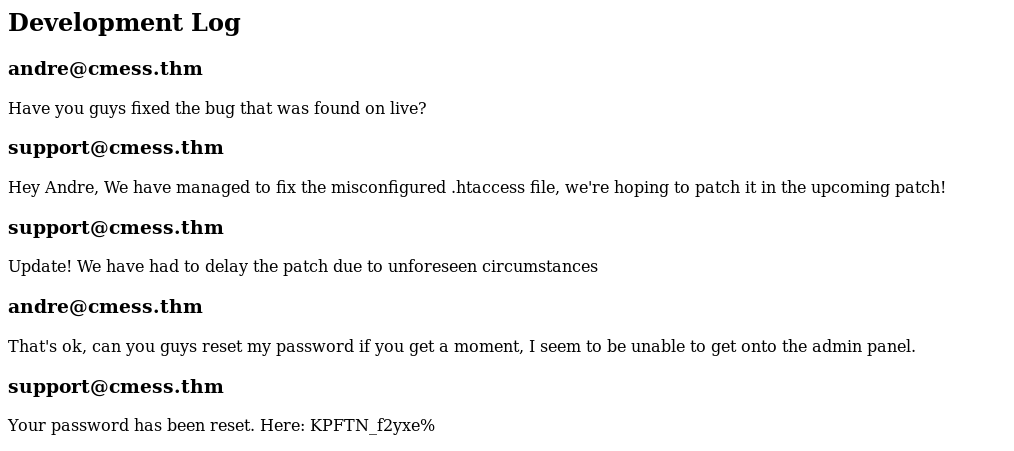 Development Log
andre@cmess.thm
Have you guys fixed the bug that was found on live?
support@cmess.thm
Hey Andre, We have managed to fix the misconfigured .htaccess file, we're hoping to patch it in the upcoming patch!
support@cmess.thm
Update! We have had to delay the patch due to unforeseen circumstances
andre@cmess.thm
That's ok, can you guys reset my password if you get a moment, I seem to be unable to get onto the admin panel.
support@cmess.thm
Your password has been reset. Here: KPFTN_f2yxe%